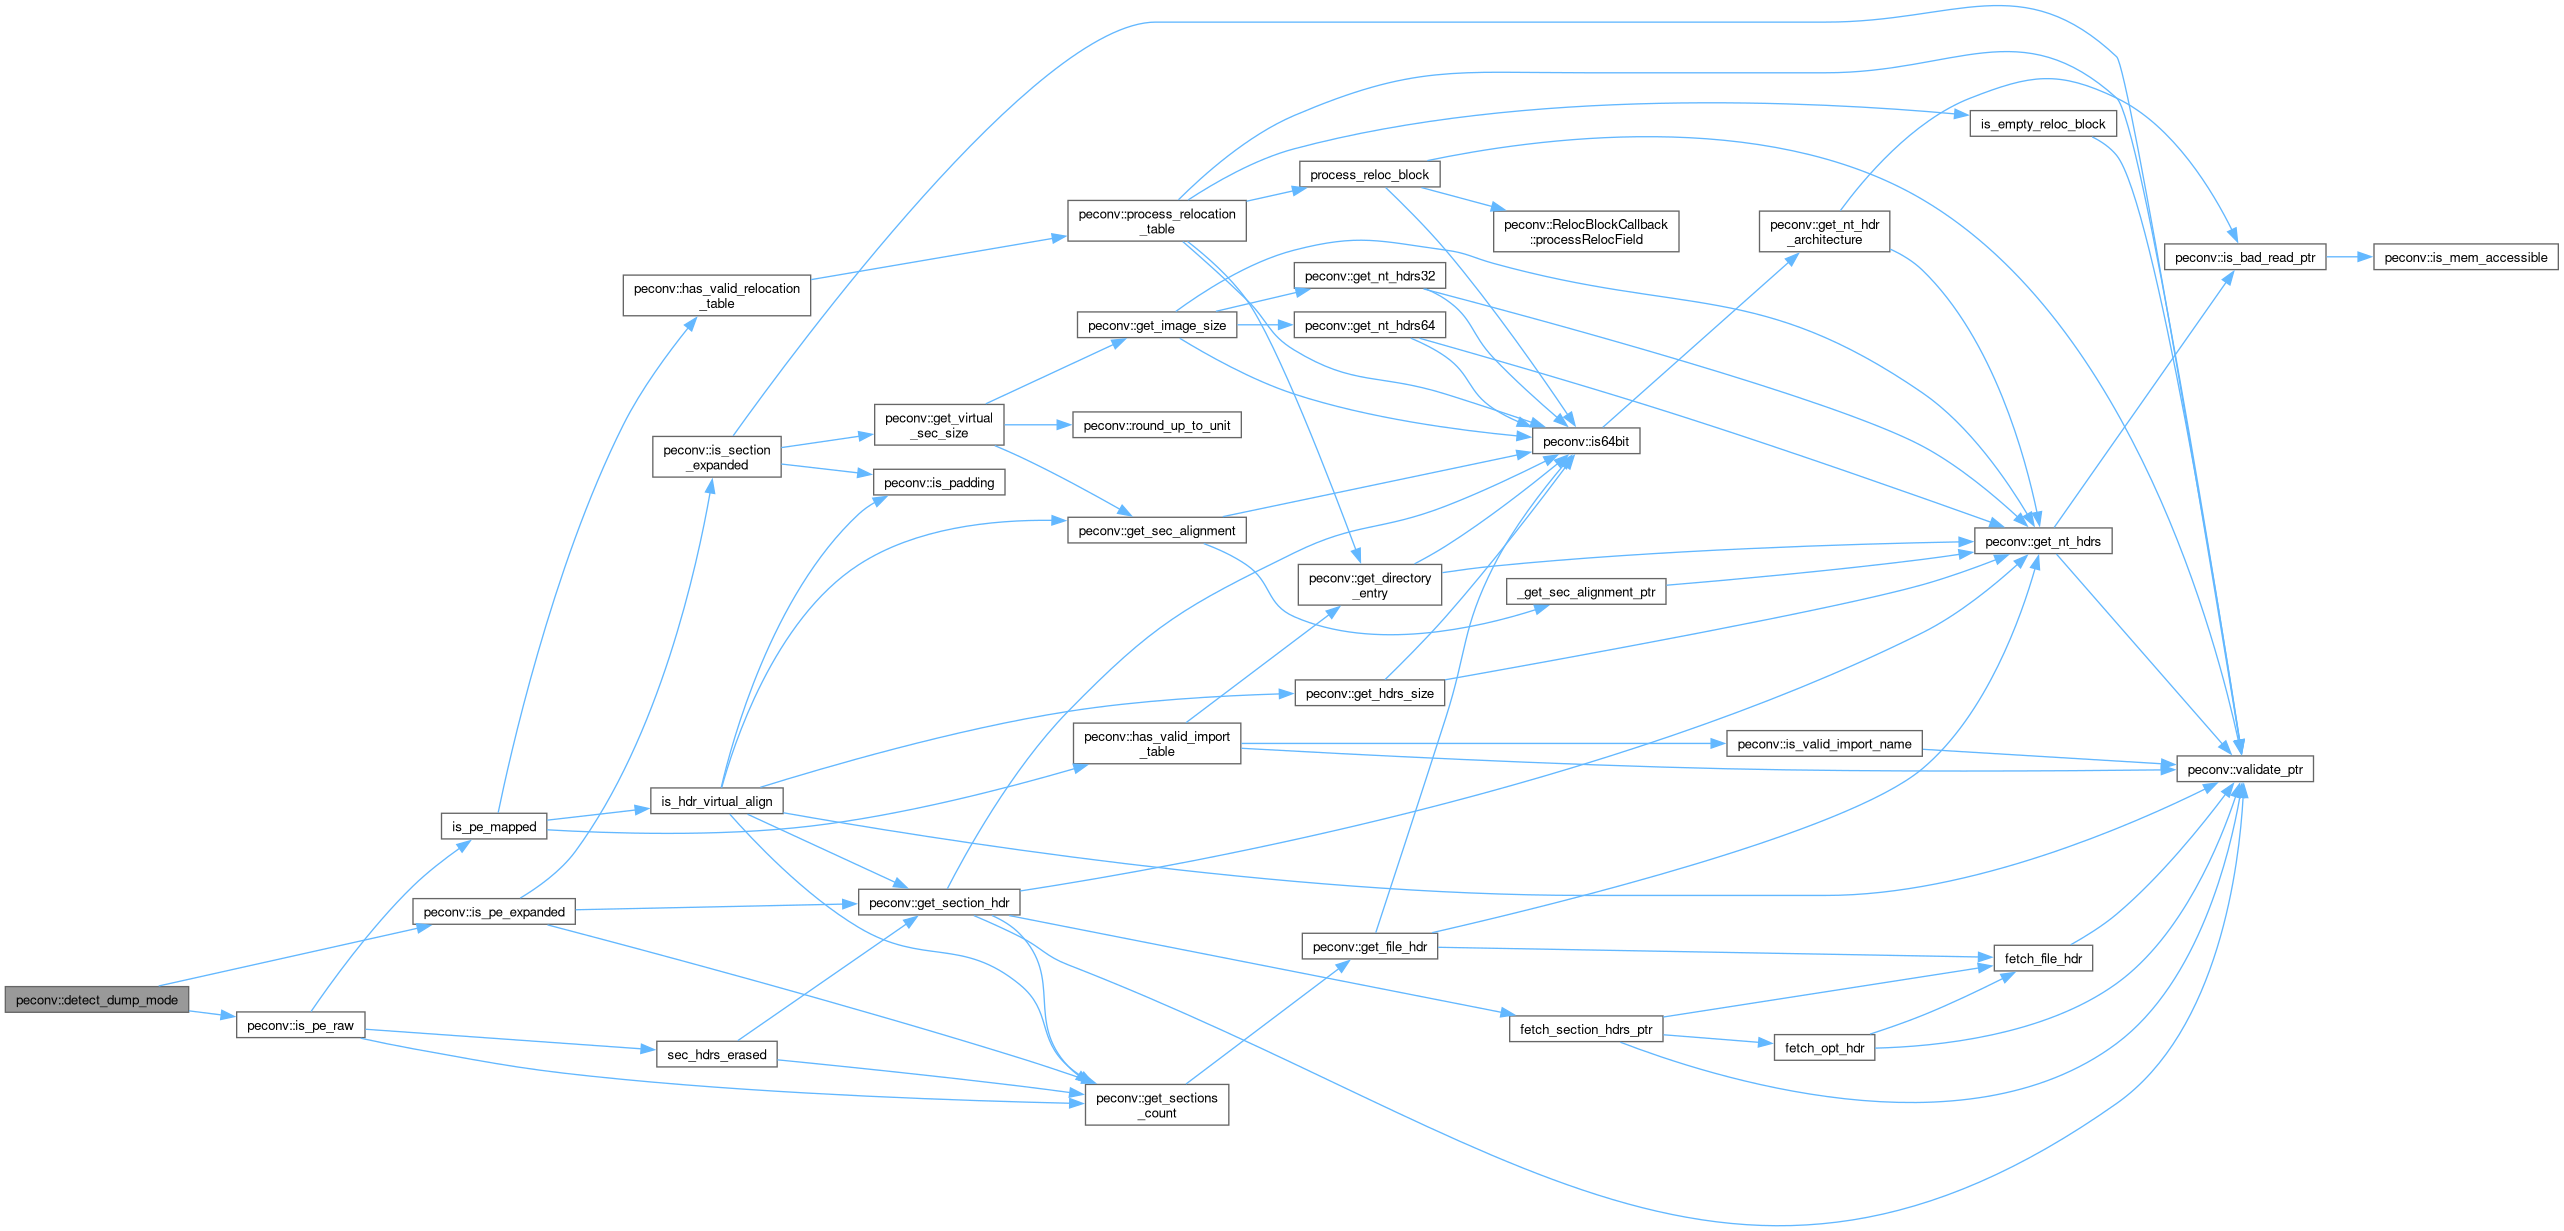 peconv::detect_dump_mode
peconv::is_pe_expanded
peconv::is_pe_raw
is_pe_mapped
peconv::has_valid_relocation
_table
peconv::is_section
_expanded
is_hdr_virtual_align
sec_hdrs_erased
peconv::get_virtual
_sec_size
peconv::is_padding
peconv::get_section_hdr
peconv::process_relocation
_table
peconv::get_image_size
peconv::round_up_to_unit
peconv::get_sec_alignment
peconv::has_valid_import
_table
peconv::get_sections
_count
process_reloc_block
peconv::get_nt_hdrs32
peconv::get_nt_hdrs64
peconv::get_directory
_entry
peconv::get_hdrs_size
peconv::get_file_hdr
peconv::RelocBlockCallback
::processRelocField
peconv::is64bit
_get_sec_alignment_ptr
fetch_section_hdrs_ptr
peconv::get_nt_hdr
_architecture
peconv::is_valid_import_name
fetch_opt_hdr
is_empty_reloc_block
peconv::get_nt_hdrs
fetch_file_hdr
peconv::is_bad_read_ptr
peconv::validate_ptr
peconv::is_mem_accessible